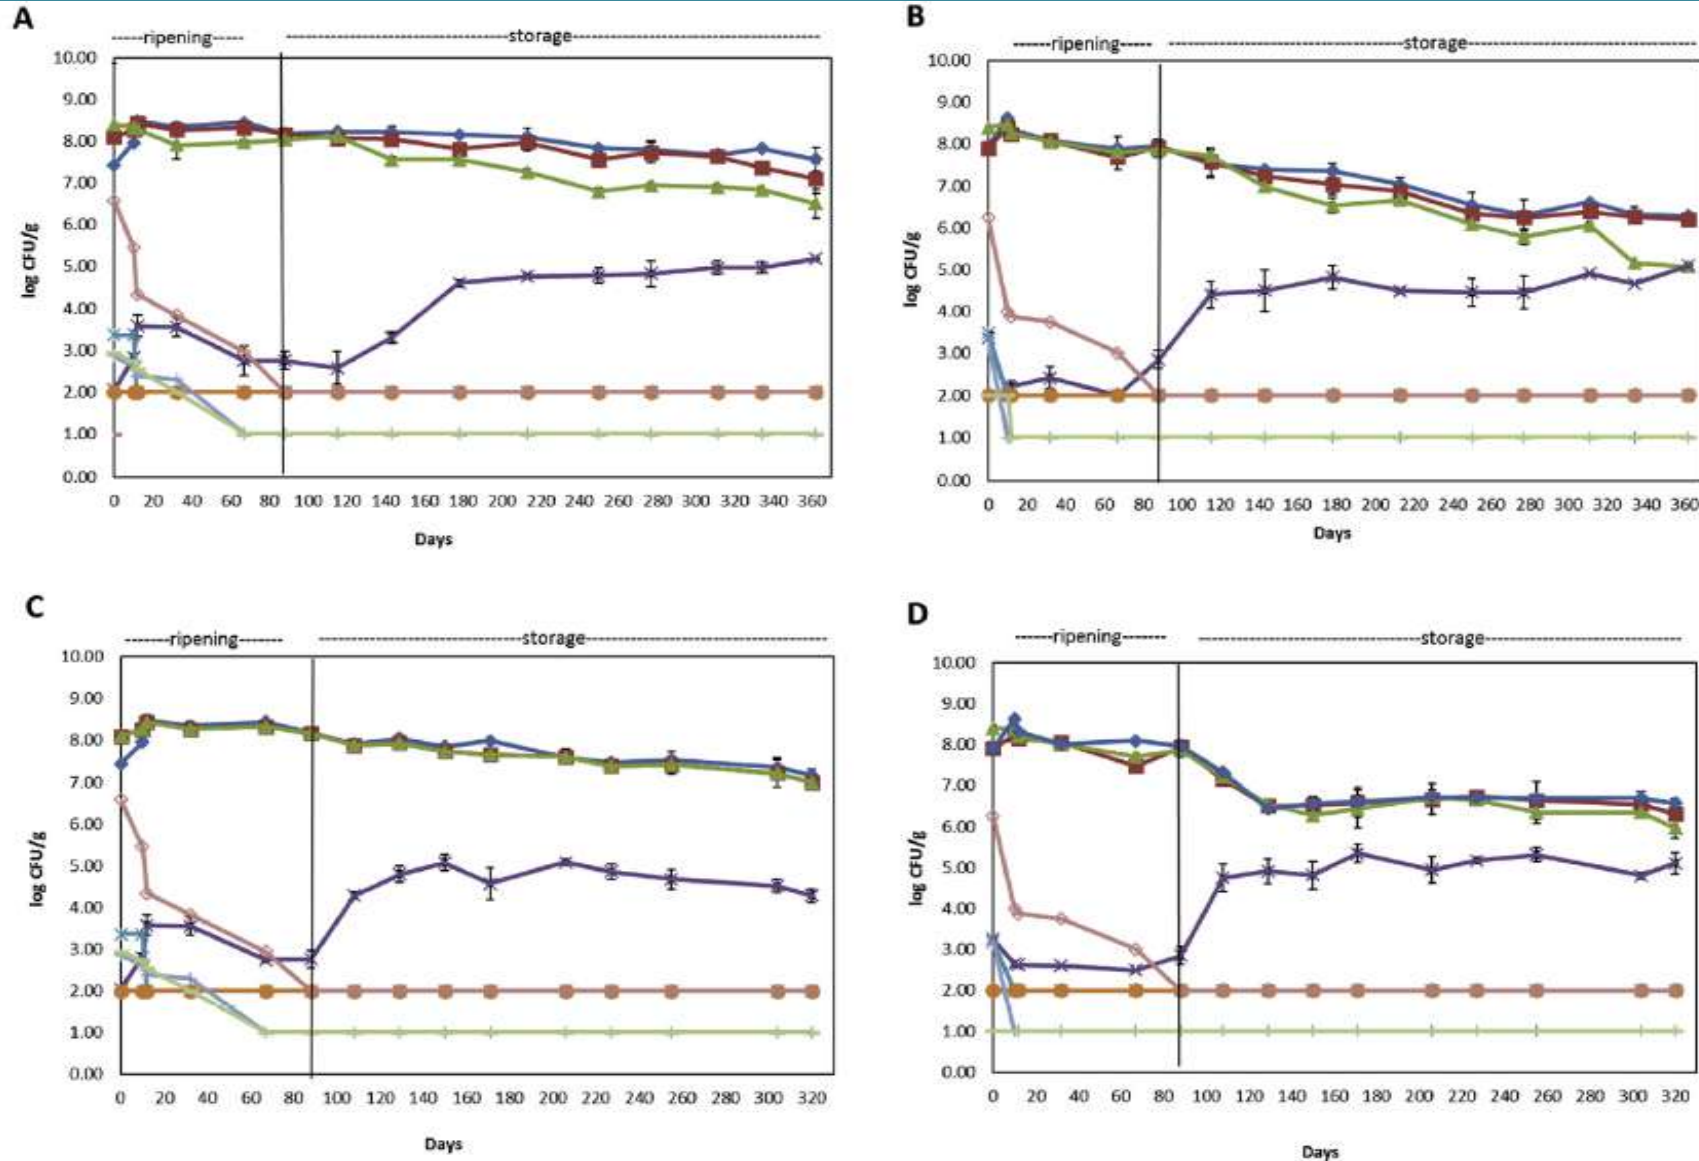 A
-----ripening-----
-----------------------------storage--------------------------------
10.00
9.00
8.00
7.00
6.00
5.00
4.00
3.00
2.00
1.00
0.00
log CFU/g
0 20 40 60 80 100 120 140 160 180 200 220 240 260 280 300 320 340 360
Days
B
------ripening-----
------------------------------storage--------------------------------
10.00
9.00
8.00
7.00
6.00
5.00
4.00
3.00
2.00
1.00
0.00
log CFU/g
0 20 40 60 80 100 120 140 160 180 200 220 240 260 280 300 320 340 360
Days
C
-------ripening-------
--------------------------storage-------------------------------
10.00
9.00
8.00
7.00
6.00
5.00
4.00
3.00
2.00
1.00
0.00
log CFU/g
0 20 40 60 80 100 120 140 160 180 200 220 240 260 280 300 320
Days
D
------ripening------
----------------------------storage-------------------------
10.00
9.00
8.00
7.00
6.00
5.00
4.00
3.00
2.00
1.00
0.00
log CFU/g
0 20 40 60 80 100 120 140 160 180 200 220 240 260 280 300 320
Days